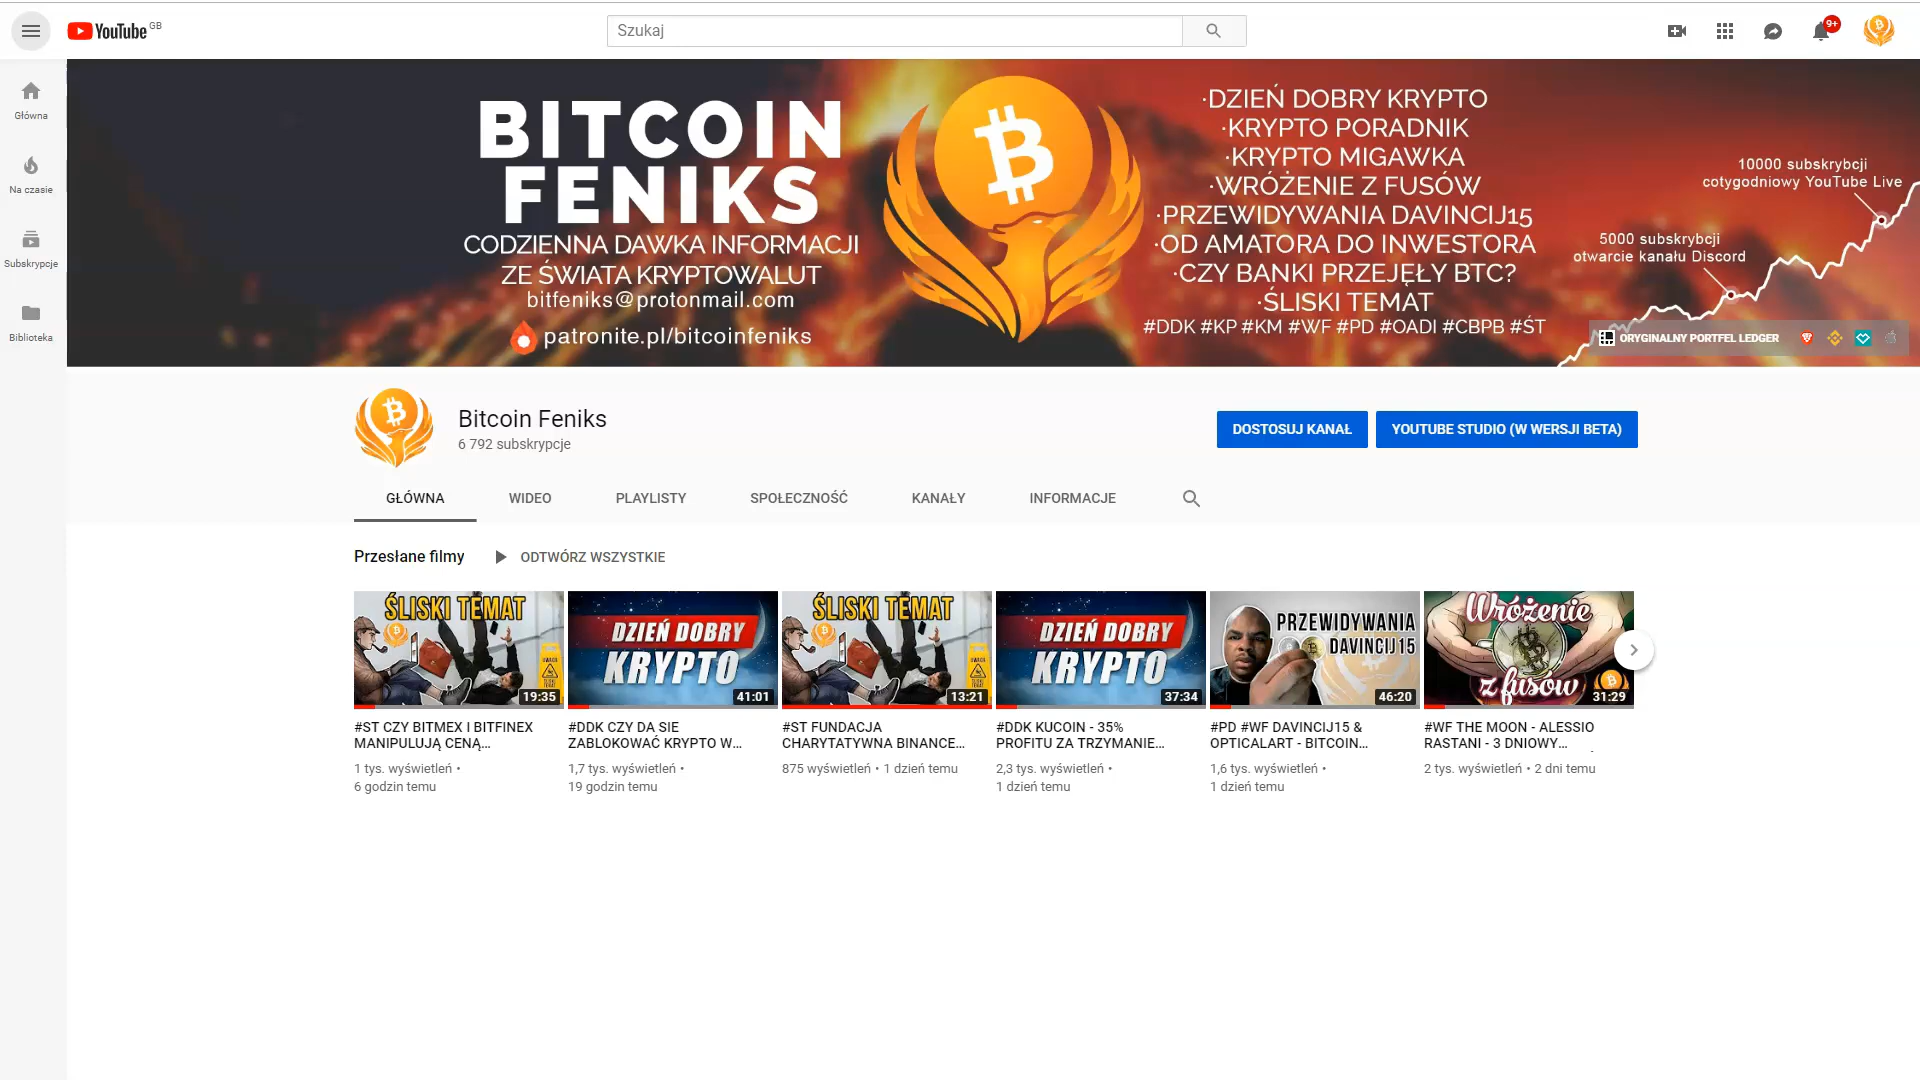 YouTube GB
Szukaj
9+
Główna
Na czasie
Subskrypcje
Biblioteka
BITCOIN
FENIKS
CODZIENNA DAWKA INFORMACJI
ZE ŚWIATA KRYPTOWALUT
bitfeniks@protonmail.com
patronite.pl/bitcoinfeniks
·DZIEŃ DOBRY KRYPTO
·KRYPTO PORADNIK
·KRYPTO MIGAWKA
·WRÓŻENIE Z FUSÓW
·PRZEWIDYWANIA DAVINCIJ15
·OD AMATORA DO INWESTORA
·CZY BANKI PRZEJĘŁY BTC?
·ŚLISKI TEMAT
#DDK #KP #KM #WF #PD #OADI #CBPB #ŚT
10000 subskrybcji
cotygodniowy YouTube Live
5000 subskrybcji
otwarcie kanału Discord
ORYGINALNY PORTFEL LEDGER
Bitcoin Feniks
6 792 subskrypcje
DOSTOSUJ KANAŁ
YOUTUBE STUDIO (W WERSJI BETA)
GŁÓWNA WIDEO PLAYLISTY SPOŁECZNOŚĆ KANAŁY INFORMACJE
Przesłane filmy
ODTWÓRZ WSZYSTKIE
ŚLISKI TEMAT
19:35
#ST CZY BITMEX I BITFINEX
MANIPULUJĄ CENĄ...
1 tys. wyświetleń •
6 godzin temu
DZIEŃ DOBRY
KRYPTO
41:01
#DDK CZY DA SIE
ZABLOKOWAĆ KRYPTO W...
1,7 tys. wyświetleń •
19 godzin temu
ŚLISKI TEMAT
13:21
#ST FUNDACJA
CHARYTATYWNA BINANCE...
875 wyświetleń • 1 dzień temu
DZIEŃ DOBRY
KRYPTO
37:34
#DDK KUCOIN - 35%
PROFITU ZA TRZYMANIE...
2,3 tys. wyświetleń •
1 dzień temu
PRZEWIDYWANIA
DAVINCIJ15
46:20
#PD #WF DAVINCIJ15 &
OPTICALART - BITCOIN...
1,6 tys. wyświetleń •
1 dzień temu
Wróżenie
z fusów
31:29
#WF THE MOON - ALESSIO
RASTANI - 3 DNIOWY...
2 tys. wyświetleń • 2 dni temu